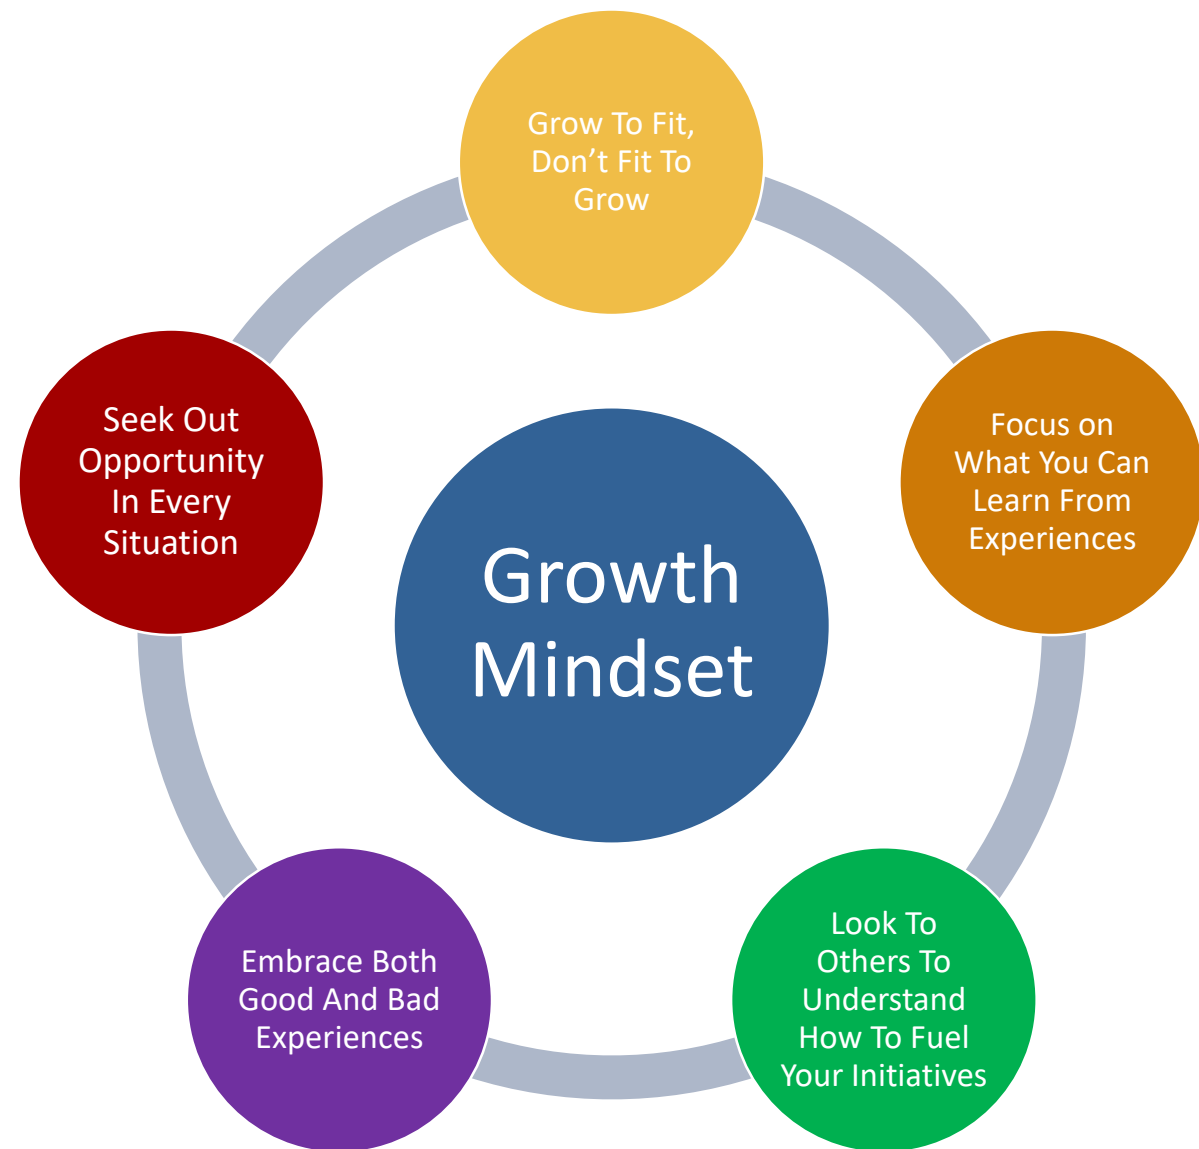 Grow To Fit,
Don’t Fit To
Grow
Focus on
What You Can
Learn From
Experiences
Look To
Others To
Understand
How To Fuel
Your Initiatives
Embrace Both
Good And Bad
Experiences
Seek Out
Opportunity
In Every
Situation
Growth
Mindset